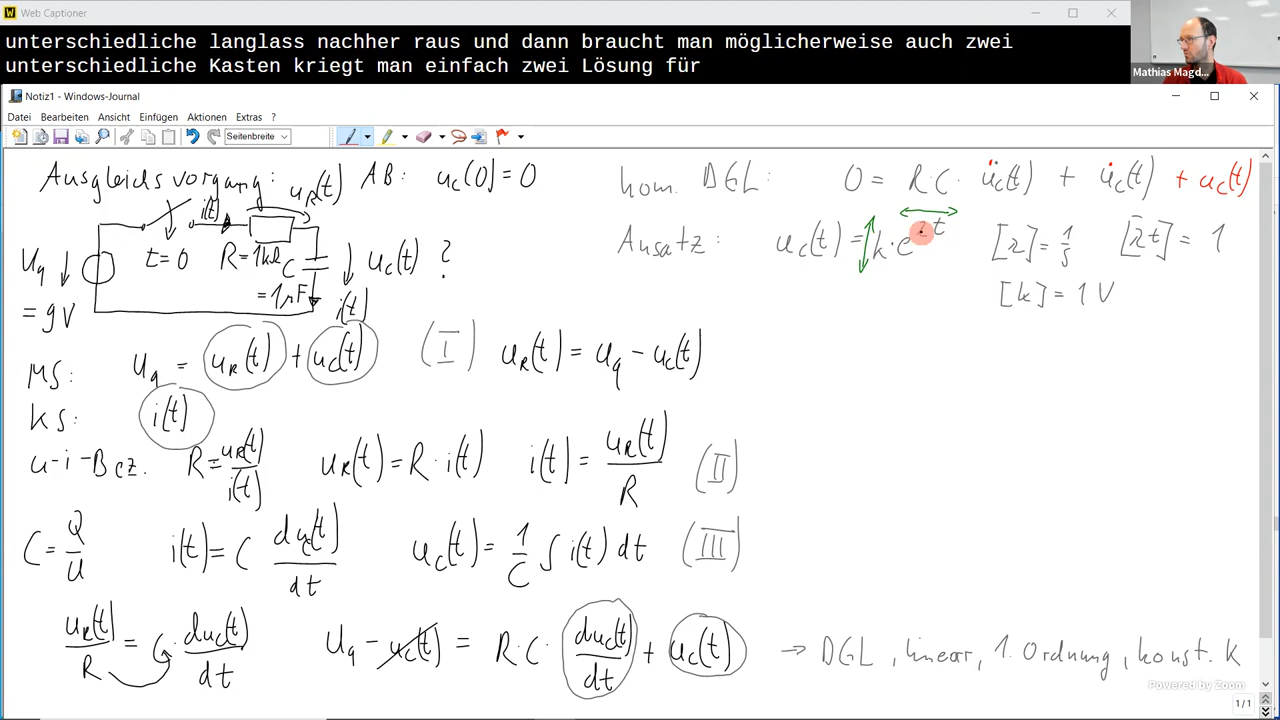 Web Captioner
unterschiedliche langlass nachher raus und dann braucht man möglicherweise auch zwei
unterschiedliche Kasten kriegt man einfach zwei Lösung für
Mathias Magd...
Notiz1 - Windows-Journal
Datei Bearbeiten Ansicht Einfügen Aktionen Extras ?
Seitenbreite
Ausgleichsvorgang: u_R(t) AB: u_C(0) = 0
hom. DGL: 0 = R·C· ü_C(t) + u̇_C(t) + u_C(t)
i(t)
Ansatz: u_C(t) = k·e^{λt} [λ] = 1/s [λt] = 1
U_q t=0 R=1kΩ C u_C(t) ?
= 9V = 1µF i(t) [k] = 1 V
MS: U_q = u_R(t) + u_C(t) (I) u_R(t) = U_q − u_C(t)
KS: i(t)
u-i-Bez. R = u_R(t)/i(t) u_R(t) = R · i(t) i(t) = u_R(t)/R (II)
C = Q/U i(t) = C du_C(t)/dt u_C(t) = 1/C ∫ i(t) dt (III)
u_R(t)/R = C · du_C(t)/dt U_q − u_C(t) = R·C· du_C(t)/dt + u_C(t) → DGL, linear, 1. Ordnung, konst. K
Powered by Zoom
1/1